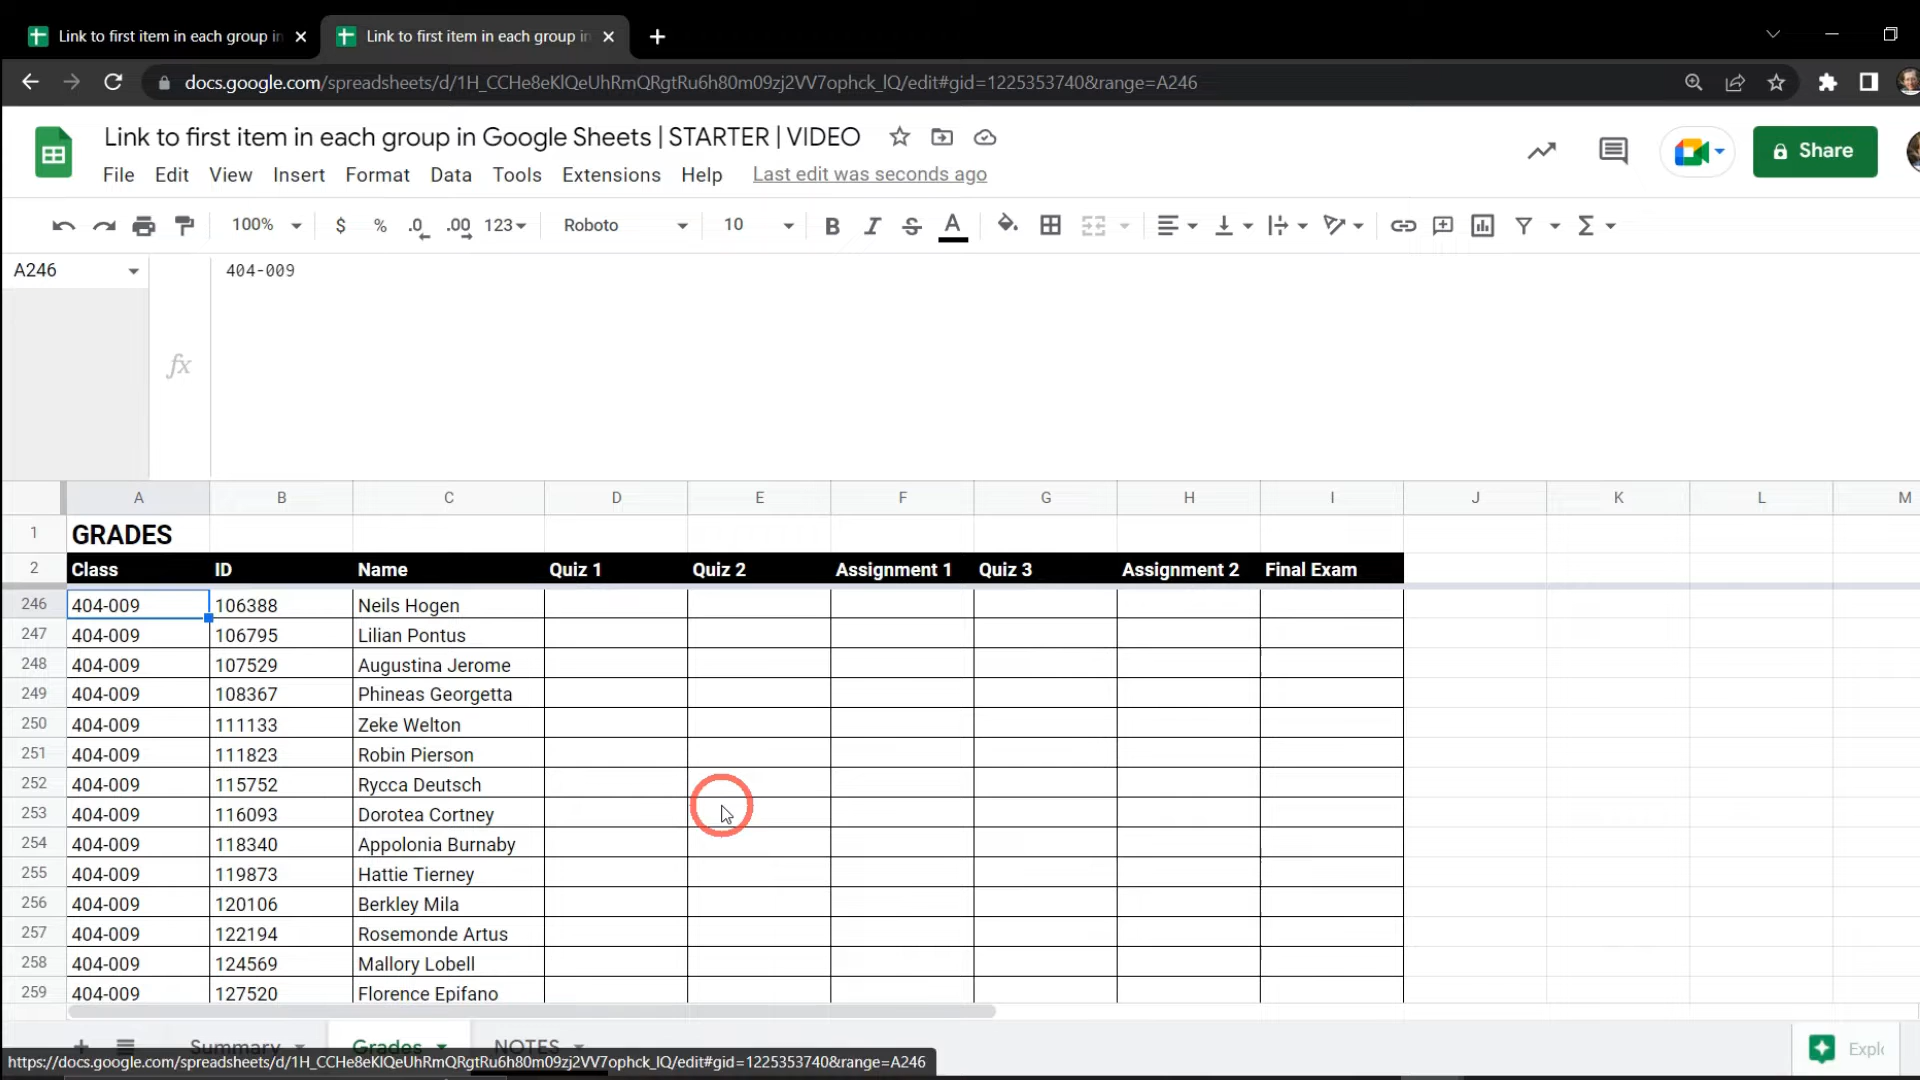 Link to first item in each group in
Link to first item in each group in
docs.google.com/spreadsheets/d/1H_CCHe8eKlQeUhRmQRgtRu6h80m09zj2VV7ophck_lQ/edit#gid=1225353740&range=A246
Link to first item in each group in Google Sheets | STARTER | VIDEO
Share
File Edit View Insert Format Data Tools Extensions Help Last edit was seconds ago
100% $ % .0 .00 123 Roboto 10 B I S A Σ
A246 404-009
fx
A B C D E F G H I J K L M
1 GRADES
2 Class ID Name Quiz 1 Quiz 2 Assignment 1 Quiz 3 Assignment 2 Final Exam
246 404-009 106388 Neils Hogen
247 404-009 106795 Lilian Pontus
248 404-009 107529 Augustina Jerome
249 404-009 108367 Phineas Georgetta
250 404-009 111133 Zeke Welton
251 404-009 111823 Robin Pierson
252 404-009 115752 Rycca Deutsch
253 404-009 116093 Dorotea Cortney
254 404-009 118340 Appolonia Burnaby
255 404-009 119873 Hattie Tierney
256 404-009 120106 Berkley Mila
257 404-009 122194 Rosemonde Artus
258 404-009 124569 Mallory Lobell
259 404-009 127520 Florence Epifano
Summary Grades NOTES Explo
https://docs.google.com/spreadsheets/d/1H_CCHe8eKlQeUhRmQRgtRu6h80m09zj2VV7ophck_lQ/edit#gid=1225353740&range=A246